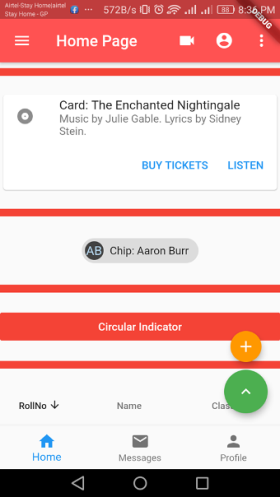 Airtel-Stay Home|airtel
Stay Home - GP
572B/s
88
8:36 PM
DEBUG
Home Page
Card: The Enchanted Nightingale
Music by Julie Gable. Lyrics by Sidney
Stein.
BUY TICKETS LISTEN
AB Chip: Aaron Burr
Circular Indicator
RollNo Name Clas
Home Messages Profile